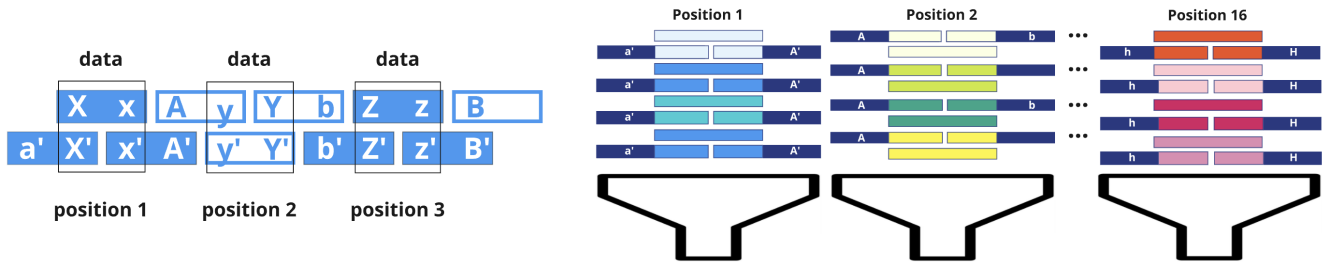 data data data
X x A y Y b Z z B
a' X' x' A' y' Y' b' Z' z' B'
position 1 position 2 position 3
Position 1 Position 2 Position 16
A b ...
a' A' h H
A ...
a' A' h H
A b ...
a' A' h H
A ...
a' A' h H